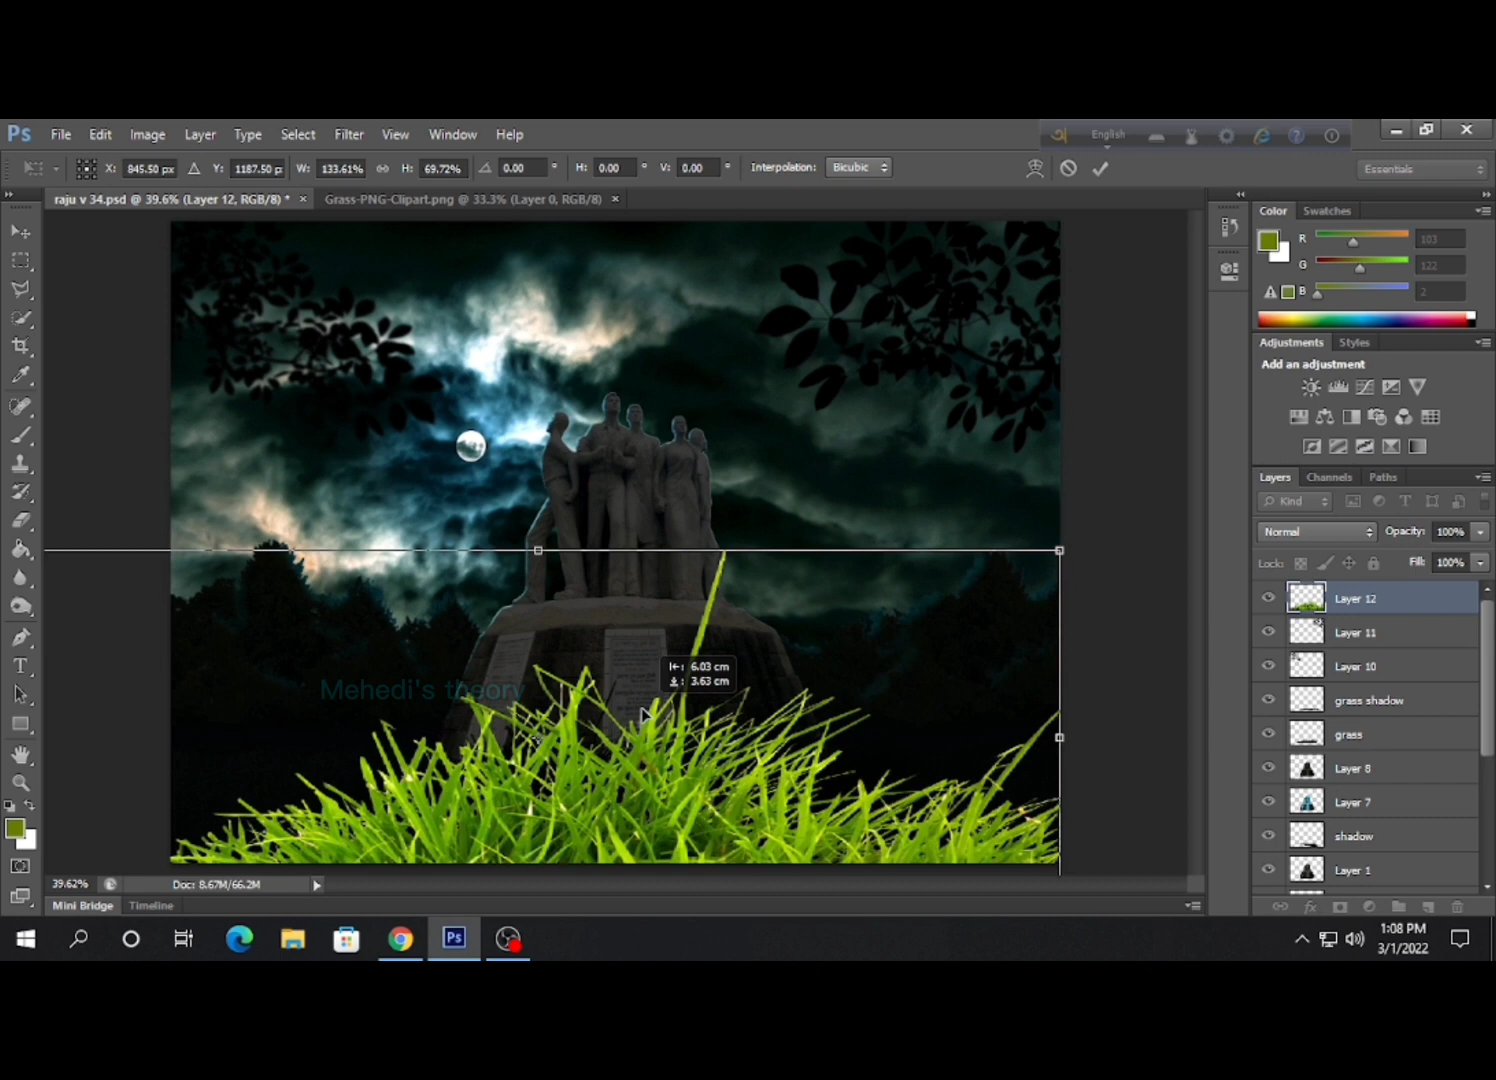 Ps File Edit Image Layer Type Select Filter View Window Help
English
X: 845.50 px Y: 1187.50 p W: 133.61% H: 69.72% 0.00 ° H: 0.00 ° V: 0.00 ° Interpolation: Bicubic
Essentials
raju v 34.psd @ 39.6% (Layer 12, RGB/8) * ×
Grass-PNG-Clipart.png @ 33.3% (Layer 0, RGB/8) ×
Color Swatches
R 103
G 122
B 2
Adjustments Styles
Add an adjustment
Layers Channels Paths
Kind
Normal Opacity: 100%
Lock: Fill: 100%
Layer 12
Layer 11
Layer 10
grass shadow
grass
Layer 8
Layer 7
shadow
Layer 1
6.03 cm
3.63 cm
Mehedi's theory
39.62% Doc: 8.67M/66.2M
Mini Bridge Timeline
Ps
1:08 PM
3/1/2022